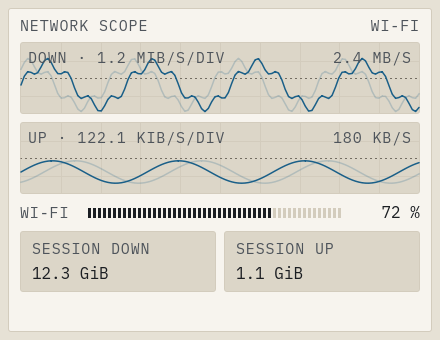 NETWORK SCOPE WI-FI
DOWN · 1.2 MIB/S/DIV 2.4 MB/S
UP · 122.1 KIB/S/DIV 180 KB/S
WI-FI 72 %
SESSION DOWN SESSION UP
12.3 GiB 1.1 GiB